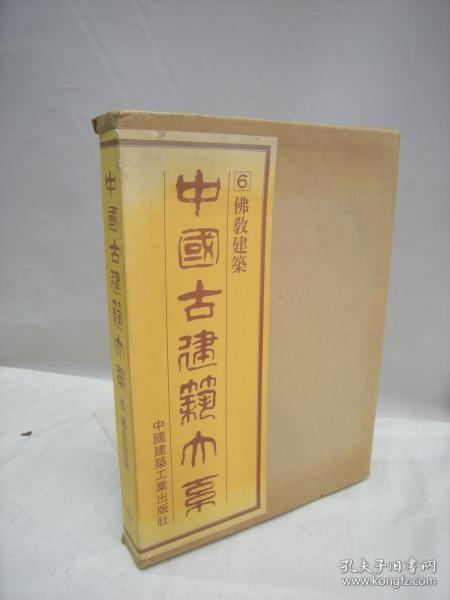 6 佛教建築
中國古建築大系
中國建築工業出版社
中國古建築大系
孔夫子旧书网
www.kongfz.com